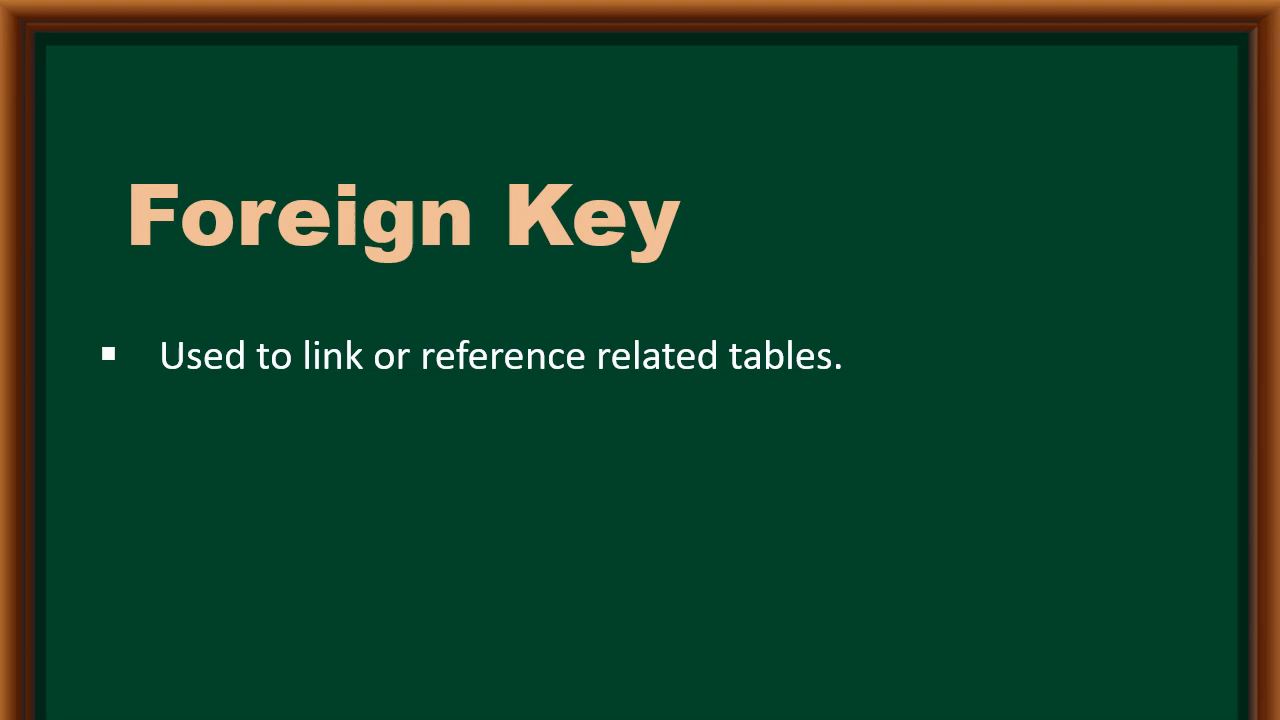 Foreign Key
▪ Used to link or reference related tables.